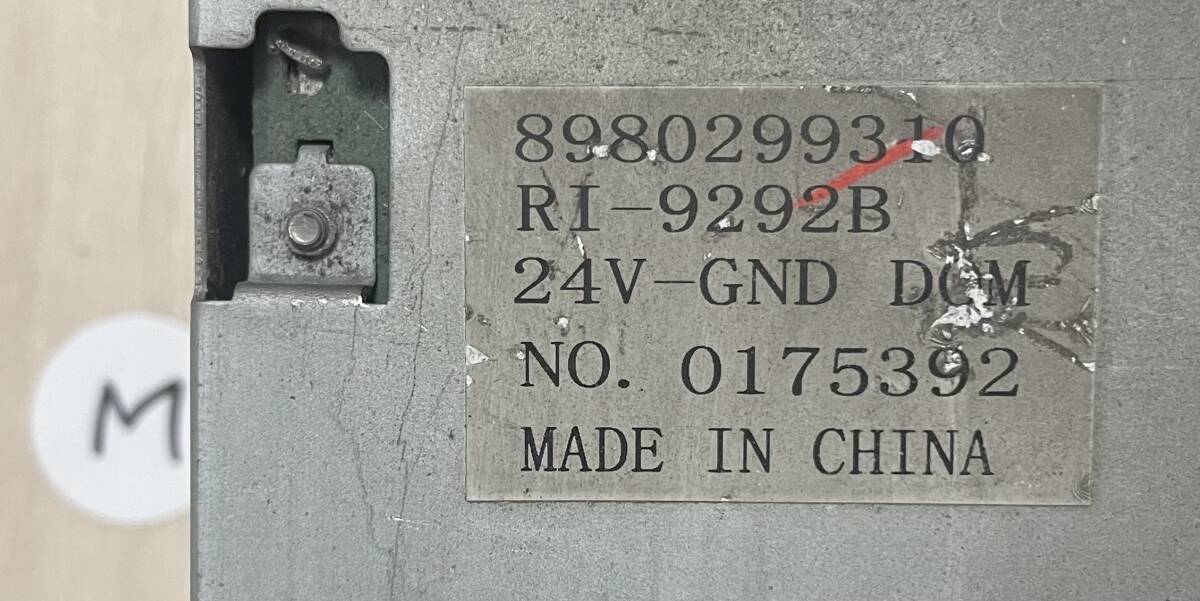 8980299310
RI-9292B
24V-GND DCM
NO. 0175392
MADE IN CHINA
M